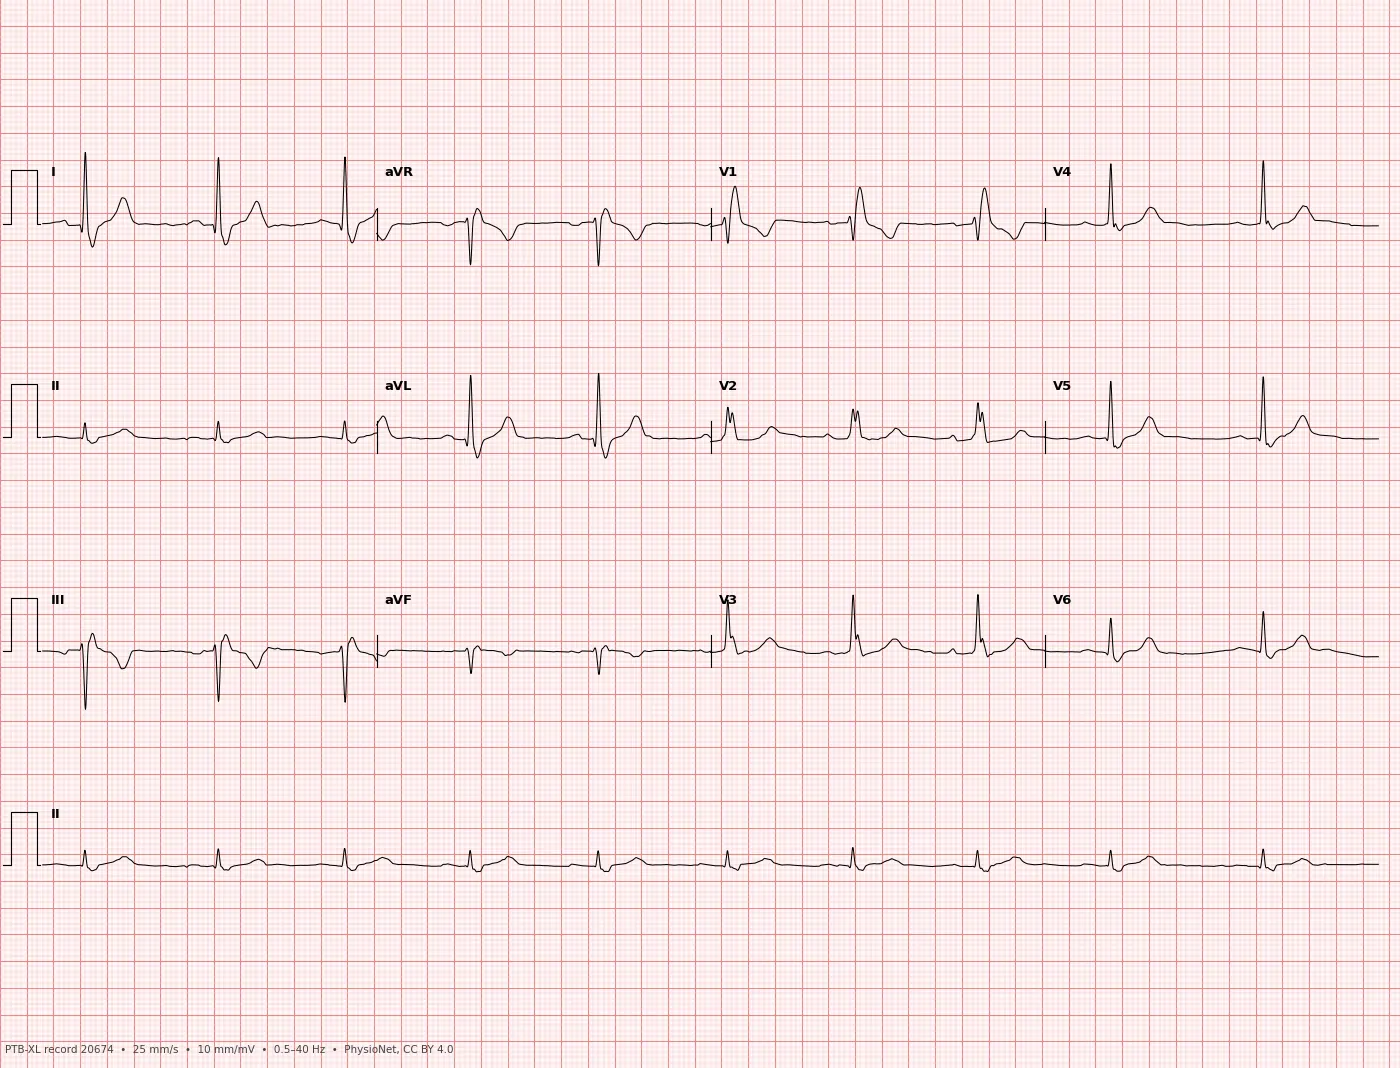 I aVR V1 V4
II aVL V2 V5
III aVF V3 V6
II
PTB-XL record 20674 • 25 mm/s • 10 mm/mV • 0.5–40 Hz • PhysioNet, CC BY 4.0